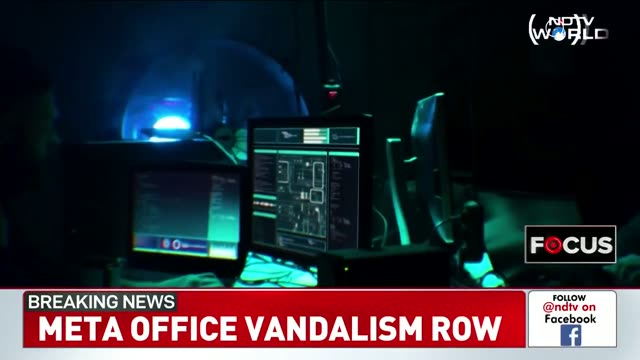 NDTV
WORLD
FOCUS
BREAKING NEWS
META OFFICE VANDALISM ROW
FOLLOW
@ndtv on
Facebook
f